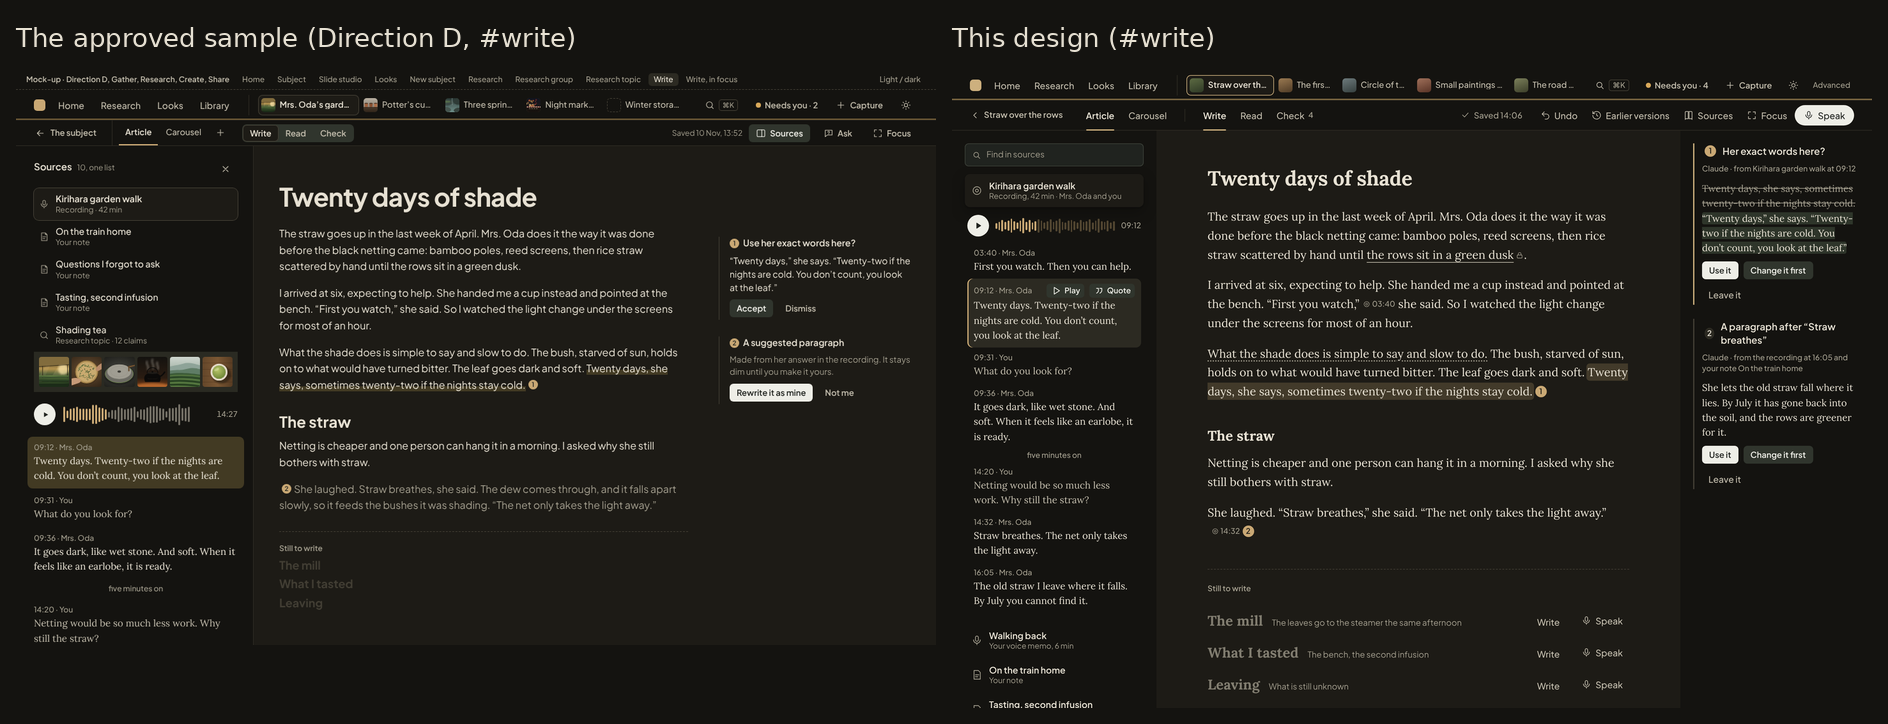 The approved sample (Direction D, #write)
Mock-up · Direction D, Gather, Research, Create, Share
Home
Subject
Slide studio
Looks
New subject
Research
Research group
Research topic
Write
Write, in focus
Light / dark
Home
Research
Looks
Library
Mrs. Oda's gard…
Potter's cu…
Three sprin…
Night mark…
Winter stora…
⌘K
Needs you · 2
Capture
The subject
Article
Carousel
Write
Read
Check
Saved 10 Nov, 13:52
Sources
Ask
Focus
Sources 10, one list
Kirihara garden walk
Recording · 42 min
On the train home
Your note
Questions I forgot to ask
Your note
Tasting, second infusion
Your note
Shading tea
Research topic · 12 claims
14:27
09:12 · Mrs. Oda
Twenty days. Twenty-two if the nights are
cold. You don't count, you look at the leaf.
09:31 · You
What do you look for?
09:36 · Mrs. Oda
It goes dark, like wet stone. And soft. When it
feels like an earlobe, it is ready.
five minutes on
14:20 · You
Netting would be so much less work. Why
still the straw?
Twenty days of shade
The straw goes up in the last week of April. Mrs. Oda does it the way it was done
before the black netting came: bamboo poles, reed screens, then rice straw
scattered by hand until the rows sit in a green dusk.
I arrived at six, expecting to help. She handed me a cup instead and pointed at the
bench. “First you watch,” she said. So I watched the light change under the screens
for most of an hour.
What the shade does is simple to say and slow to do. The bush, starved of sun, holds
on to what would have turned bitter. The leaf goes dark and soft. Twenty days, she
says, sometimes twenty-two if the nights stay cold. 1
The straw
Netting is cheaper and one person can hang it in a morning. I asked why she still
bothers with straw.
2 She laughed. Straw breathes, she said. The dew comes through, and it falls apart
slowly, so it feeds the bushes it was shading. “The net only takes the light away.”
Still to write
The mill
What I tasted
Leaving
1 Use her exact words here?
“Twenty days,” she says. “Twenty-two if the
nights are cold. You don't count, you look
at the leaf.”
Accept
Dismiss
2 A suggested paragraph
Made from her answer in the recording. It stays
dim until you make it yours.
Rewrite it as mine
Not me
This design (#write)
Home
Research
Looks
Library
Straw over th…
The firs…
Circle of t…
Small paintings …
The road …
⌘K
Needs you · 4
Capture
Advanced
Straw over the rows
Article
Carousel
Write
Read
Check 4
Saved 14:06
Undo
Earlier versions
Sources
Focus
Speak
Find in sources
Kirihara garden walk
Recording, 42 min · Mrs. Oda and you
09:12
03:40 · Mrs. Oda
First you watch. Then you can help.
09:12 · Mrs. Oda
Play
Quote
Twenty days. Twenty-two if the
nights are cold. You don't count,
you look at the leaf.
09:31 · You
What do you look for?
09:36 · Mrs. Oda
It goes dark, like wet stone. And
soft. When it feels like an earlobe, it
is ready.
five minutes on
14:20 · You
Netting would be so much less
work. Why still the straw?
14:32 · Mrs. Oda
Straw breathes. The net only takes
the light away.
16:05 · Mrs. Oda
The old straw I leave where it falls.
By July you cannot find it.
Walking back
Your voice memo, 6 min
On the train home
Your note
Tasting, second infusion
Twenty days of shade
The straw goes up in the last week of April. Mrs. Oda does it the way it was
done before the black netting came: bamboo poles, reed screens, then rice
straw scattered by hand until the rows sit in a green dusk.
I arrived at six, expecting to help. She handed me a cup instead and pointed at
the bench. “First you watch,” 03:40 she said. So I watched the light change
under the screens for most of an hour.
What the shade does is simple to say and slow to do. The bush, starved of sun,
holds on to what would have turned bitter. The leaf goes dark and soft. Twenty
days, she says, sometimes twenty-two if the nights stay cold. 1
The straw
Netting is cheaper and one person can hang it in a morning. I asked why she
still bothers with straw.
She laughed. “Straw breathes,” she said. “The net only takes the light away.”
14:32 2
Still to write
The mill The leaves go to the steamer the same afternoon
Write
Speak
What I tasted The bench, the second infusion
Write
Speak
Leaving What is still unknown
Write
Speak
1 Her exact words here?
Claude · from Kirihara garden walk at 09:12
Twenty days, she says, sometimes
twenty-two if the nights stay cold.
“Twenty days,” she says. “Twenty-
two if the nights are cold. You
don't count, you look at the leaf.”
Use it
Change it first
Leave it
2 A paragraph after “Straw
breathes”
Claude · from the recording at 16:05 and
your note On the train home
She lets the old straw fall where it
lies. By July it has gone back into
the soil, and the rows are greener
for it.
Use it
Change it first
Leave it